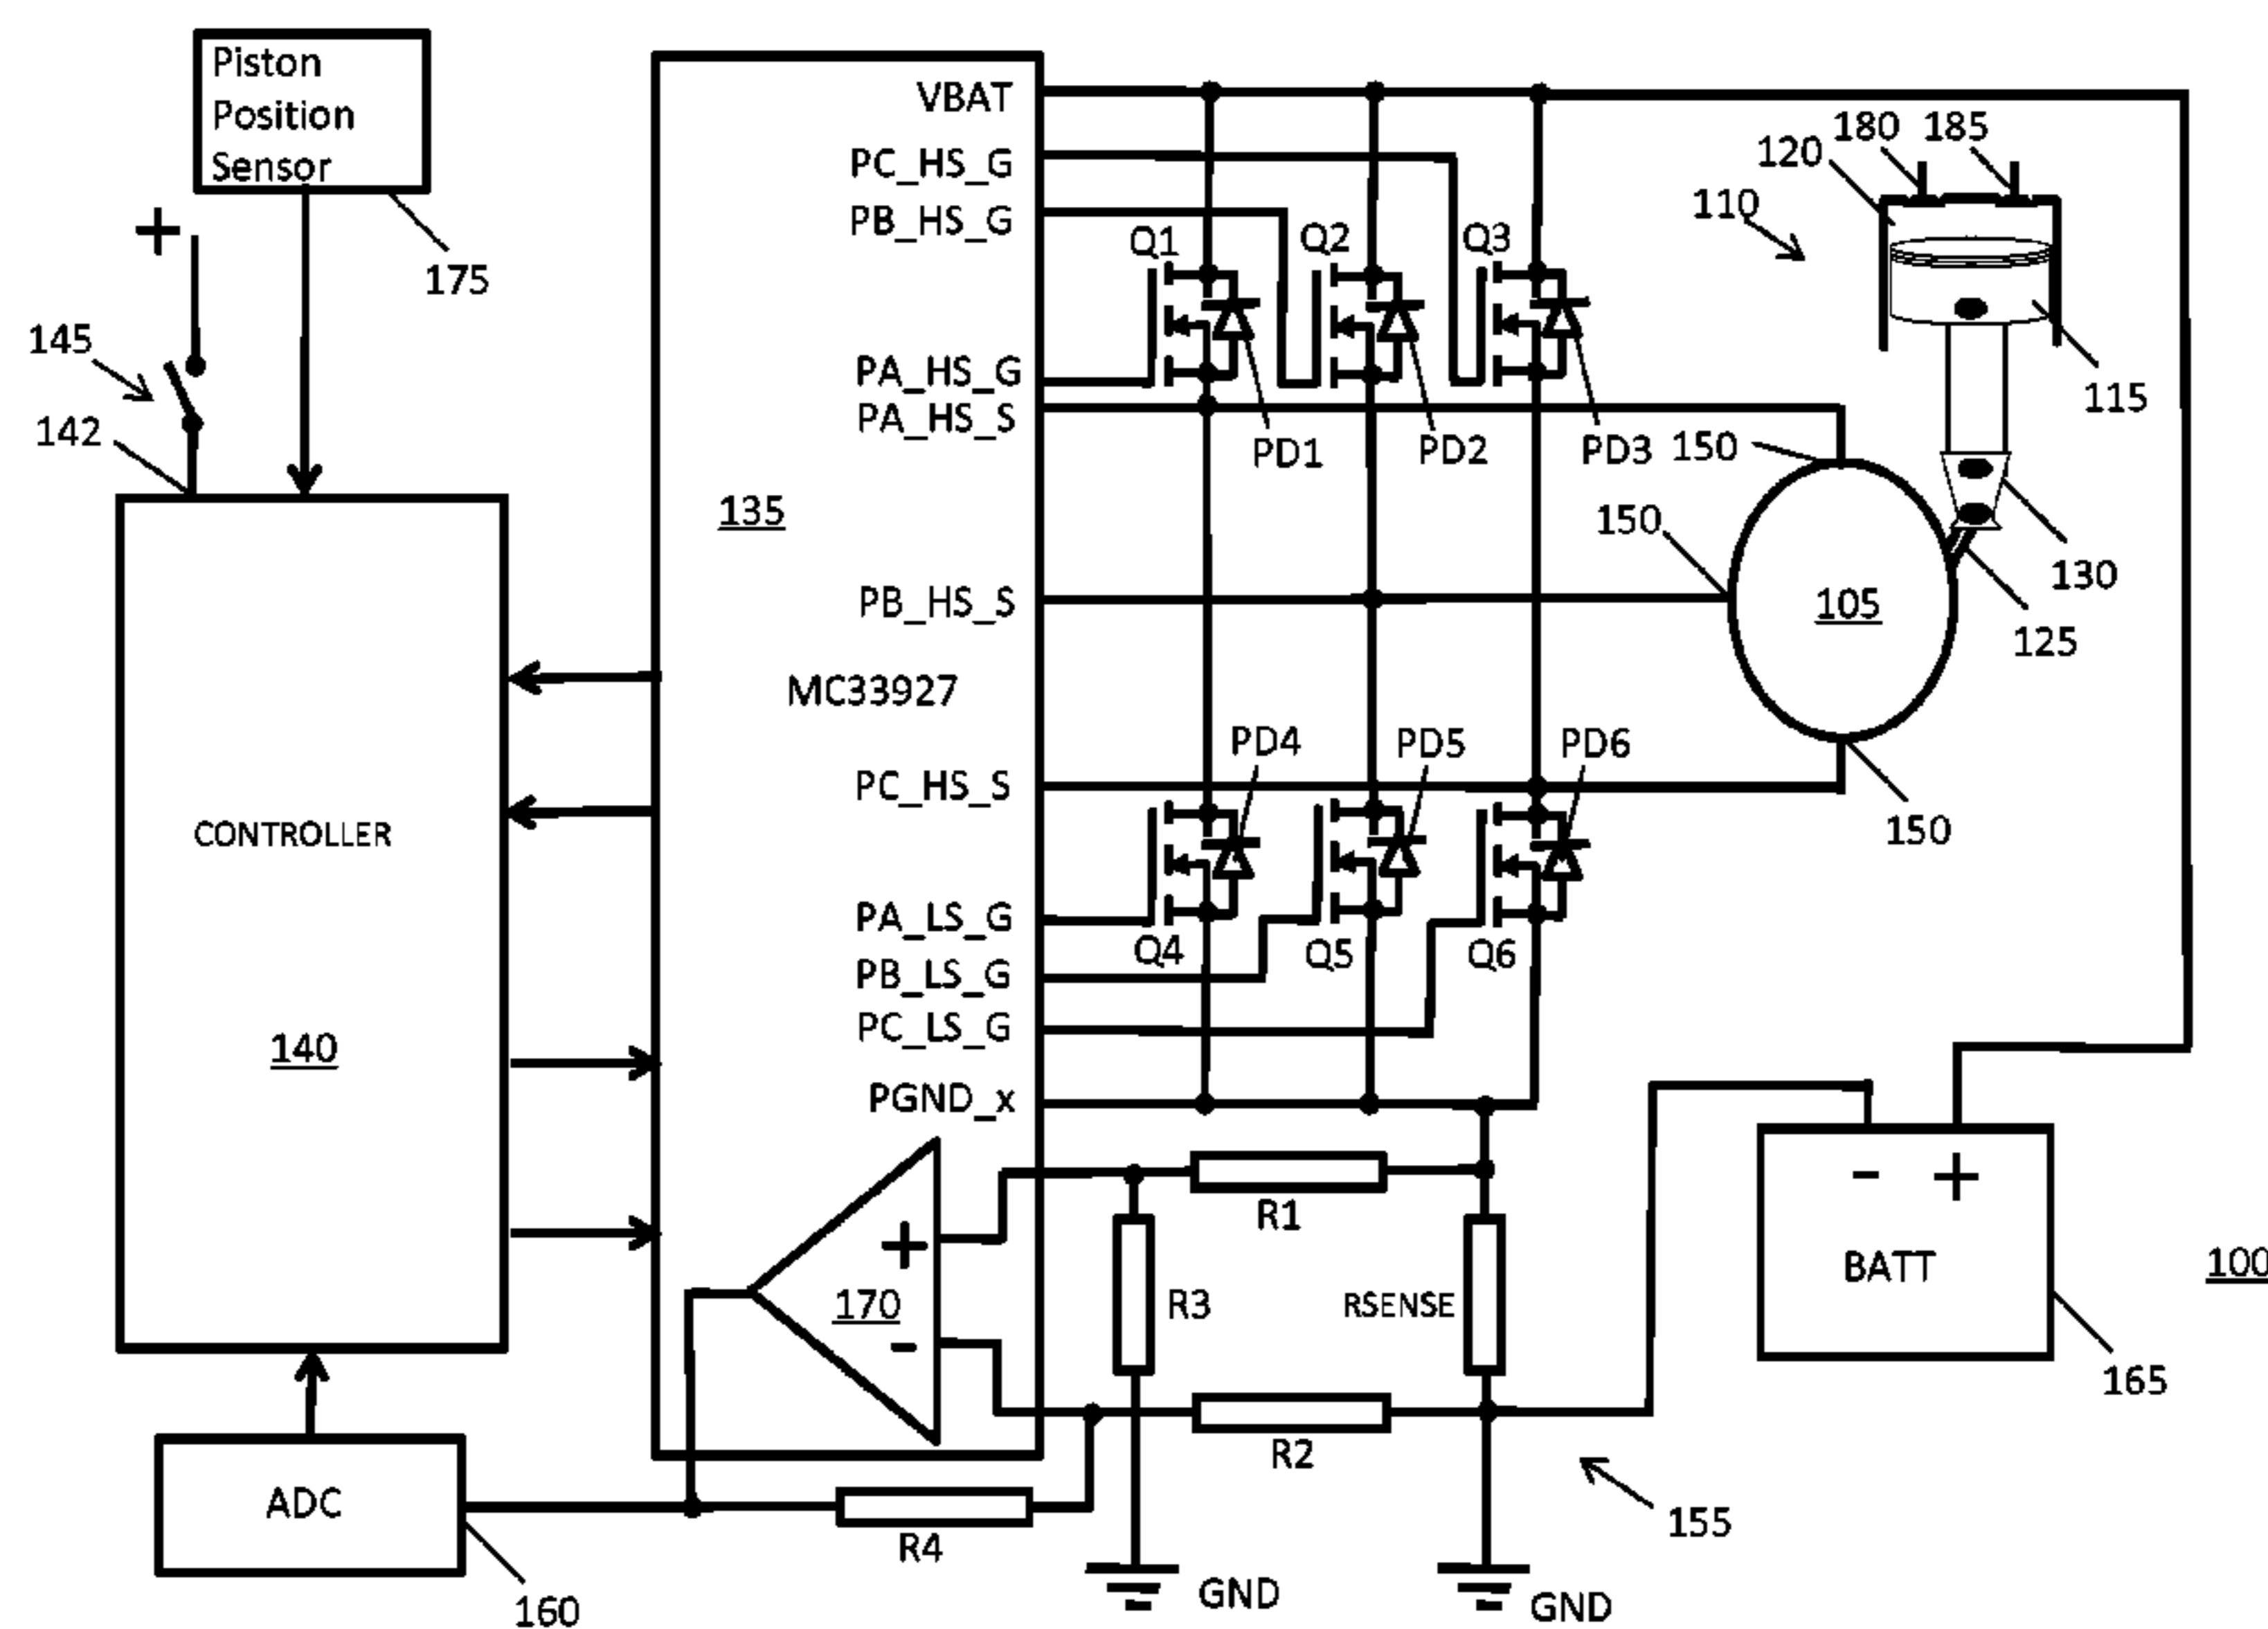 Piston
Position
Sensor
175
+
145
142
CONTROLLER
140
ADC
160
135
MC33927
VBAT
PC_HS_G
PB_HS_G
PA_HS_G
PA_HS_S
PB_HS_S
PC_HS_S
PA_LS_G
PB_LS_G
PC_LS_G
PGND_x
+
170
-
Q1
Q2
Q3
PD1
PD2
PD3
PD4
PD5
PD6
Q4
Q5
Q6
R1
R3
RSENSE
R2
R4
GND
GND
155
180
185
120
110
115
150
150
105
130
125
150
- +
BATT
165
100